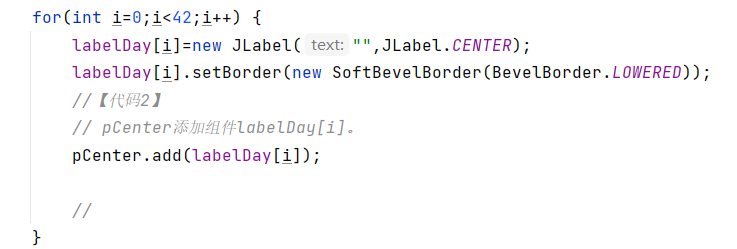 for(int i=0;i<42;i++) {
labelDay[i]=new JLabel( text: "",JLabel.CENTER);
labelDay[i].setBorder(new SoftBevelBorder(BevelBorder.LOWERED));
//【代码2】
// pCenter添加组件labelDay[i]。
pCenter.add(labelDay[i]);
//
}